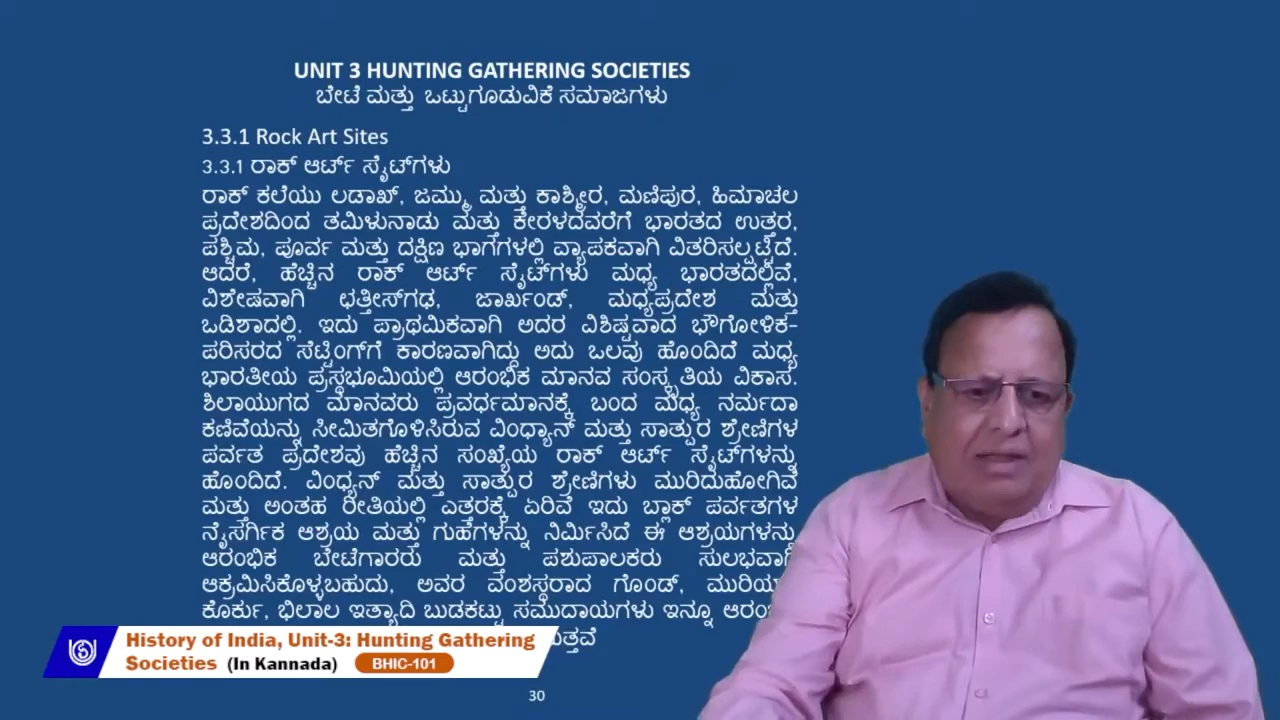 UNIT 3 HUNTING GATHERING SOCIETIES
ಬೇಟೆ ಮತ್ತು ಒಟ್ಟುಗೂಡುವಿಕೆ ಸಮಾಜಗಳು
3.3.1 Rock Art Sites
3.3.1 ರಾಕ್ ಆರ್ಟ್ ಸೈಟ್‌ಗಳು
ರಾಕ್ ಕಲೆಯು ಲಡಾಖ್, ಜಮ್ಮು ಮತ್ತು ಕಾಶ್ಮೀರ, ಮಣಿಪುರ, ಹಿಮಾಚಲ
ಪ್ರದೇಶದಿಂದ ತಮಿಳುನಾಡು ಮತ್ತು ಕೇರಳದವರೆಗೆ ಭಾರತದ ಉತ್ತರ,
ಪಶ್ಚಿಮ, ಪೂರ್ವ ಮತ್ತು ದಕ್ಷಿಣ ಭಾಗಗಳಲ್ಲಿ ವ್ಯಾಪಕವಾಗಿ ವಿತರಿಸಲ್ಪಟ್ಟಿದೆ.
ಆದರೆ, ಹೆಚ್ಚಿನ ರಾಕ್ ಆರ್ಟ್ ಸೈಟ್‌ಗಳು ಮಧ್ಯ ಭಾರತದಲ್ಲಿವೆ,
ವಿಶೇಷವಾಗಿ ಛತ್ತೀಸ್‌ಗಢ, ಜಾರ್ಖಂಡ್, ಮಧ್ಯಪ್ರದೇಶ ಮತ್ತು
ಒಡಿಶಾದಲ್ಲಿ. ಇದು ಪ್ರಾಥಮಿಕವಾಗಿ ಅದರ ವಿಶಿಷ್ಟವಾದ ಭೌಗೋಳಿಕ-
ಪರಿಸರದ ಸೆಟ್ಟಿಂಗ್‌ಗೆ ಕಾರಣವಾಗಿದ್ದು ಅದು ಒಲವು ಹೊಂದಿದೆ ಮಧ್ಯ
ಭಾರತೀಯ ಪ್ರಸ್ಥಭೂಮಿಯಲ್ಲಿ ಆರಂಭಿಕ ಮಾನವ ಸಂಸ್ಕೃತಿಯ ವಿಕಾಸ.
ಶಿಲಾಯುಗದ ಮಾನವರು ಪ್ರವರ್ಧಮಾನಕ್ಕೆ ಬಂದ ಮಧ್ಯ ನರ್ಮದಾ
ಕಣಿವೆಯನ್ನು ಸೀಮಿತಗೊಳಿಸಿರುವ ವಿಂಧ್ಯಾನ್ ಮತ್ತು ಸಾತ್ಪುರ ಶ್ರೇಣಿಗಳ
ಪರ್ವತ ಪ್ರದೇಶವು ಹೆಚ್ಚಿನ ಸಂಖ್ಯೆಯ ರಾಕ್ ಆರ್ಟ್ ಸೈಟ್‌ಗಳನ್ನು
ಹೊಂದಿದೆ. ವಿಂಧ್ಯನ್ ಮತ್ತು ಸಾತ್ಪುರ ಶ್ರೇಣಿಗಳು ಮುರಿದುಹೋಗಿವೆ
ಮತ್ತು ಅಂತಹ ರೀತಿಯಲ್ಲಿ ಎತ್ತರಕ್ಕೆ ಏರಿವೆ ಇದು ಬ್ಲಾಕ್ ಪರ್ವತಗಳ
ನೈಸರ್ಗಿಕ ಆಶ್ರಯ ಮತ್ತು ಗುಹೆಗಳನ್ನು ನಿರ್ಮಿಸಿದೆ ಈ ಆಶ್ರಯಗಳನ್ನು
ಆರಂಭಿಕ ಬೇಟೆಗಾರರು ಮತ್ತು ಪಶುಪಾಲಕರು
ಆಕ್ರಮಿಸಿಕೊಳ್ಳಬಹುದು, ಅವರ ವಂಶಸ್ಥರಾದ ಗೊಂಡ್,
ಕೊರ್ಕು, ಭಿಲಾಲ ಇತ್ಯಾದಿ ಬುಡಕಟ್ಟು ಸಮುದಾಯಗಳು ಇನ್ನೂ
History of India, Unit-3: Hunting Gathering
Societies (In Kannada) BHIC-101
30